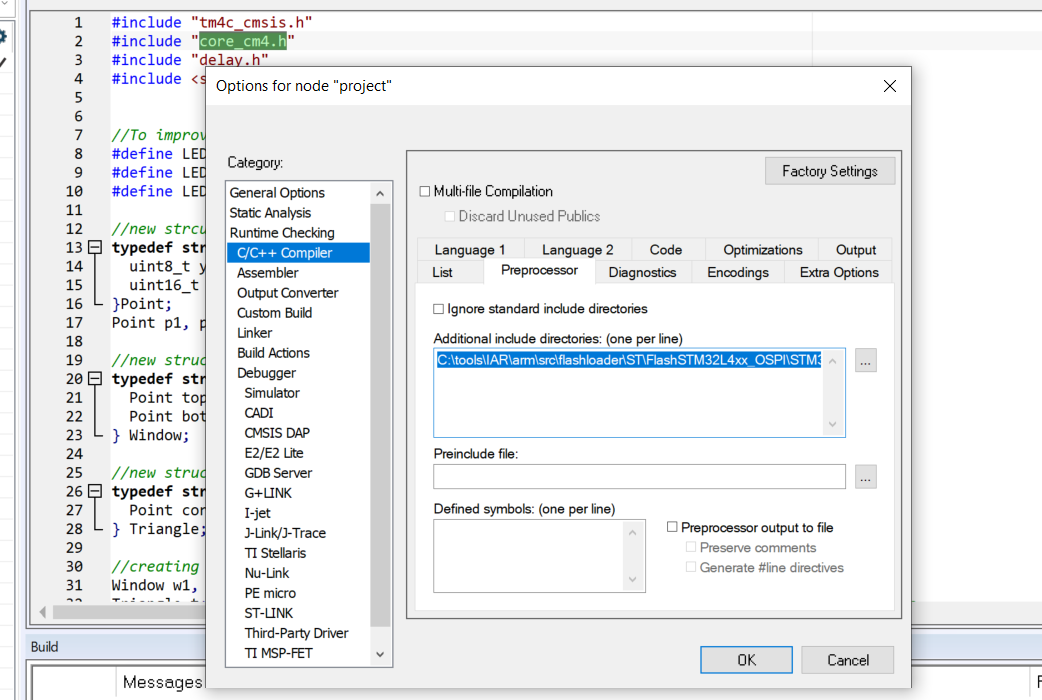 1 #include "tm4c_cmsis.h"
2 #include "core_cm4.h"
3 #include "delay.h"
4 #include <s
5
6
7 //To improv
8 #define LED
9 #define LED
10 #define LED
11
12 //new strcu
13 typedef str
14 uint8_t y
15 uint16_t
16 }Point;
17 Point p1, p
18
19 //new struc
20 typedef str
21 Point top
22 Point bot
23 } Window;
24
25 //new struc
26 typedef str
27 Point cor
28 } Triangle;
29
30 //creating
31 Window w1,
Build
Messages
Options for node "project"
Category:
General Options
Static Analysis
Runtime Checking
C/C++ Compiler
Assembler
Output Converter
Custom Build
Linker
Build Actions
Debugger
Simulator
CADI
CMSIS DAP
E2/E2 Lite
GDB Server
G+LINK
I-jet
J-Link/J-Trace
TI Stellaris
Nu-Link
PE micro
ST-LINK
Third-Party Driver
TI MSP-FET
Factory Settings
Multi-file Compilation
Discard Unused Publics
Language 1 Language 2 Code Optimizations Output
List Preprocessor Diagnostics Encodings Extra Options
Ignore standard include directories
Additional include directories: (one per line)
C:\tools\IAR\arm\src\flashloader\ST\FlashSTM32L4xx_OSPI\STM3
...
Preinclude file:
...
Defined symbols: (one per line)
Preprocessor output to file
Preserve comments
Generate #line directives
OK Cancel